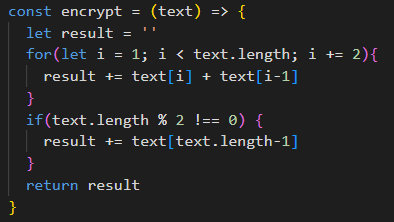 const encrypt = (text) => {
  let result = ''
  for(let i = 1; i < text.length; i += 2){
    result += text[i] + text[i-1]
  }
  if(text.length % 2 !== 0) {
    result += text[text.length-1]
  }
  return result
}